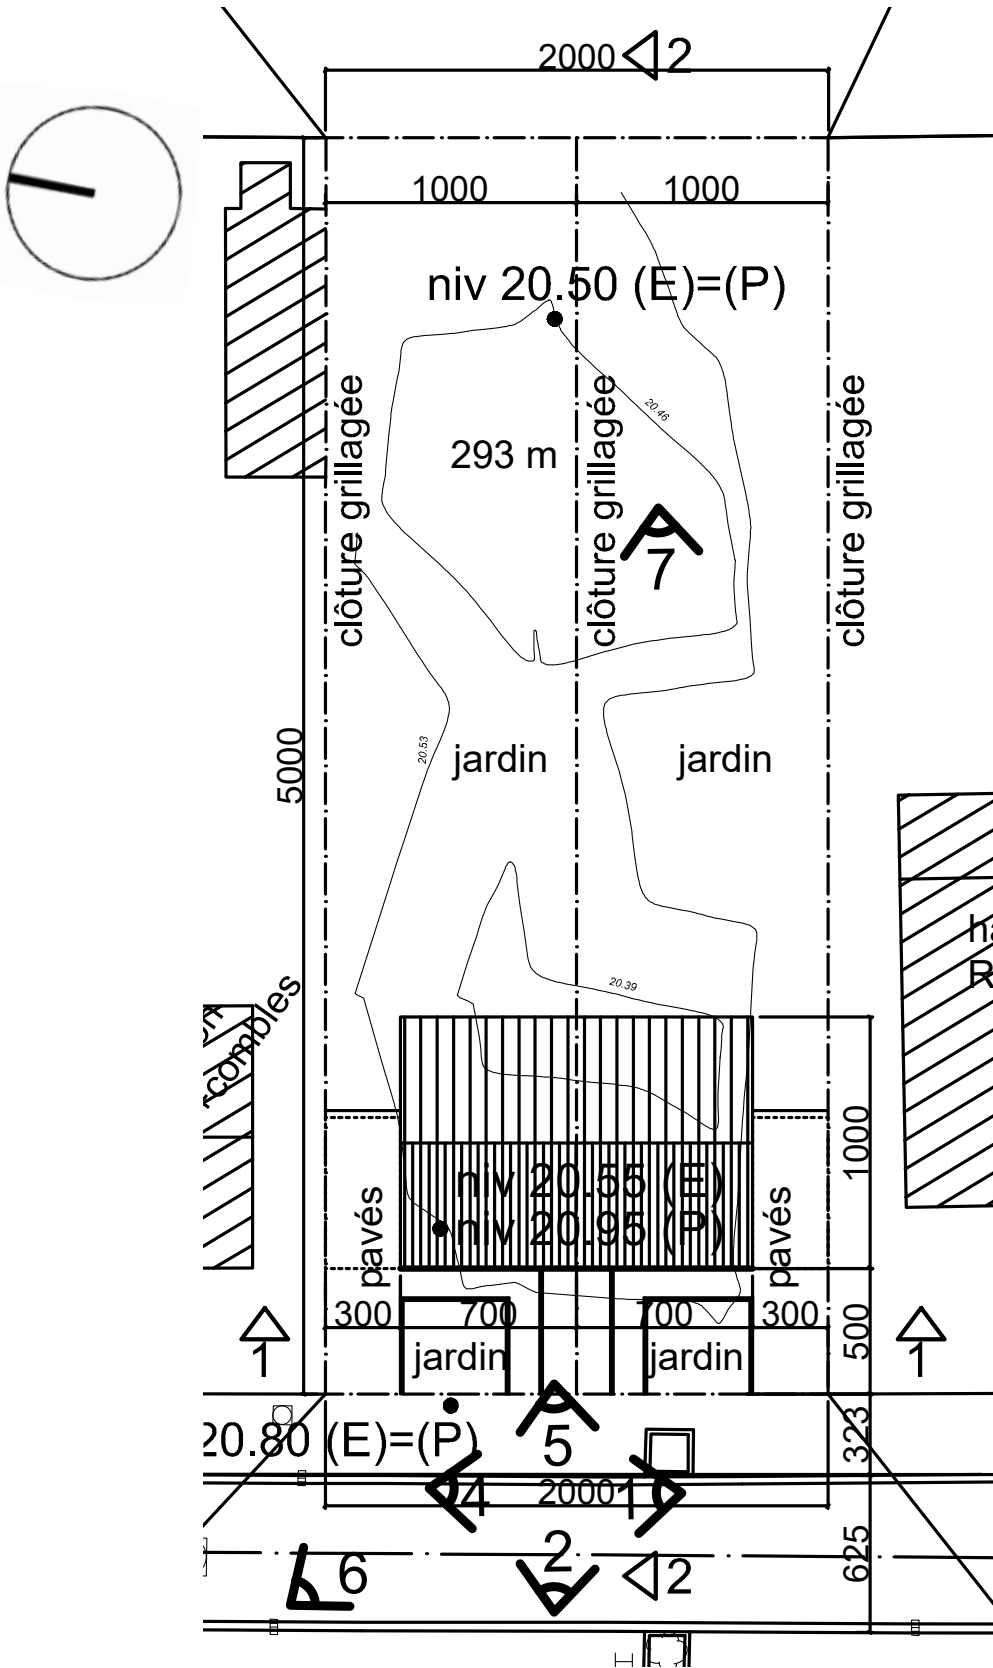 2000 2
1000 1000
niv 20.50 (E)=(P)
clôture grillagée
clôture grillagée
clôture grillagée
20.46
293 m
7
5000
20.53
jardin
jardin
20.39
combles
1000
niv 20.55 (E)
niv 20.95 (P)
pavés
pavés
300 700 700 300
500
1
1
jardin
jardin
20.80 (E)=(P)
5
323
4
2000
1
2
2
6
625